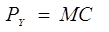 P_Y = MC